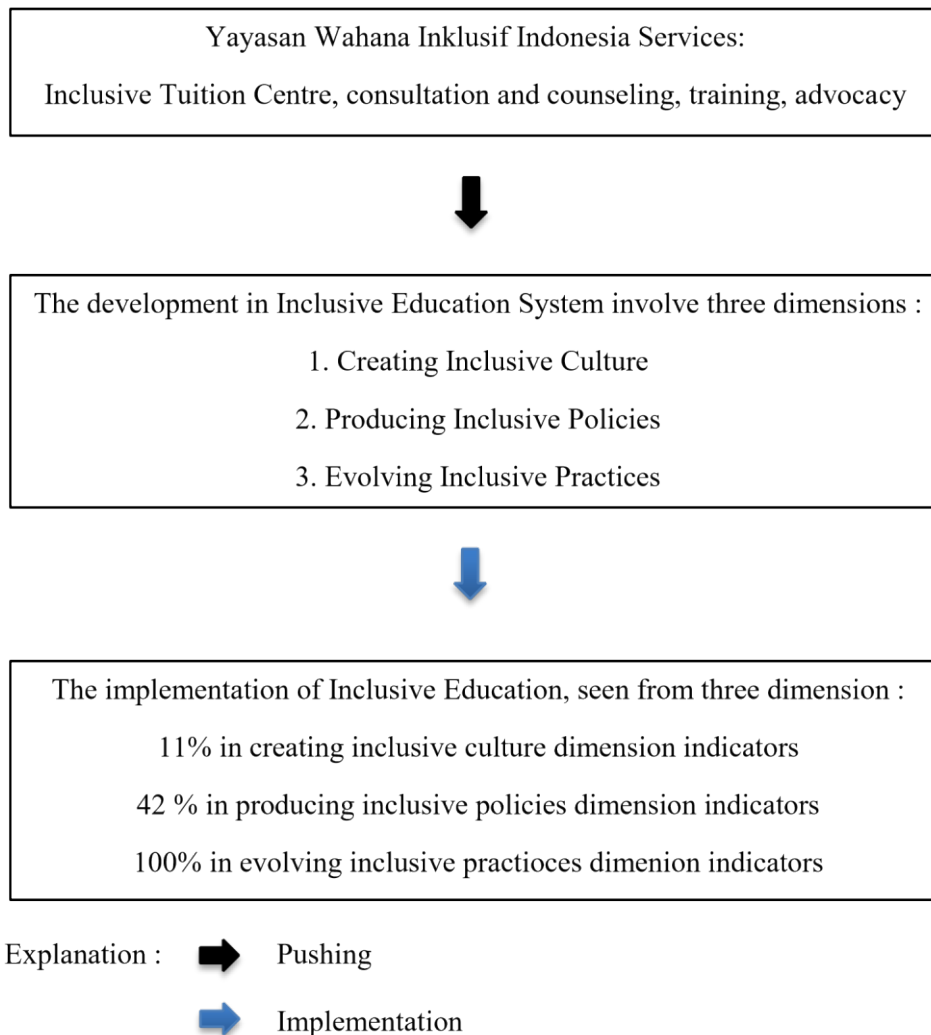 Yayasan Wahana Inklusif Indonesia Services:
Inclusive Tuition Centre, consultation and counseling, training, advocacy
The development in Inclusive Education System involve three dimensions :
1. Creating Inclusive Culture
2. Producing Inclusive Policies
3. Evolving Inclusive Practices
The implementation of Inclusive Education, seen from three dimension :
11% in creating inclusive culture dimension indicators
42 % in producing inclusive policies dimension indicators
100% in evolving inclusive practioces dimenion indicators
Explanation :
Pushing
Implementation